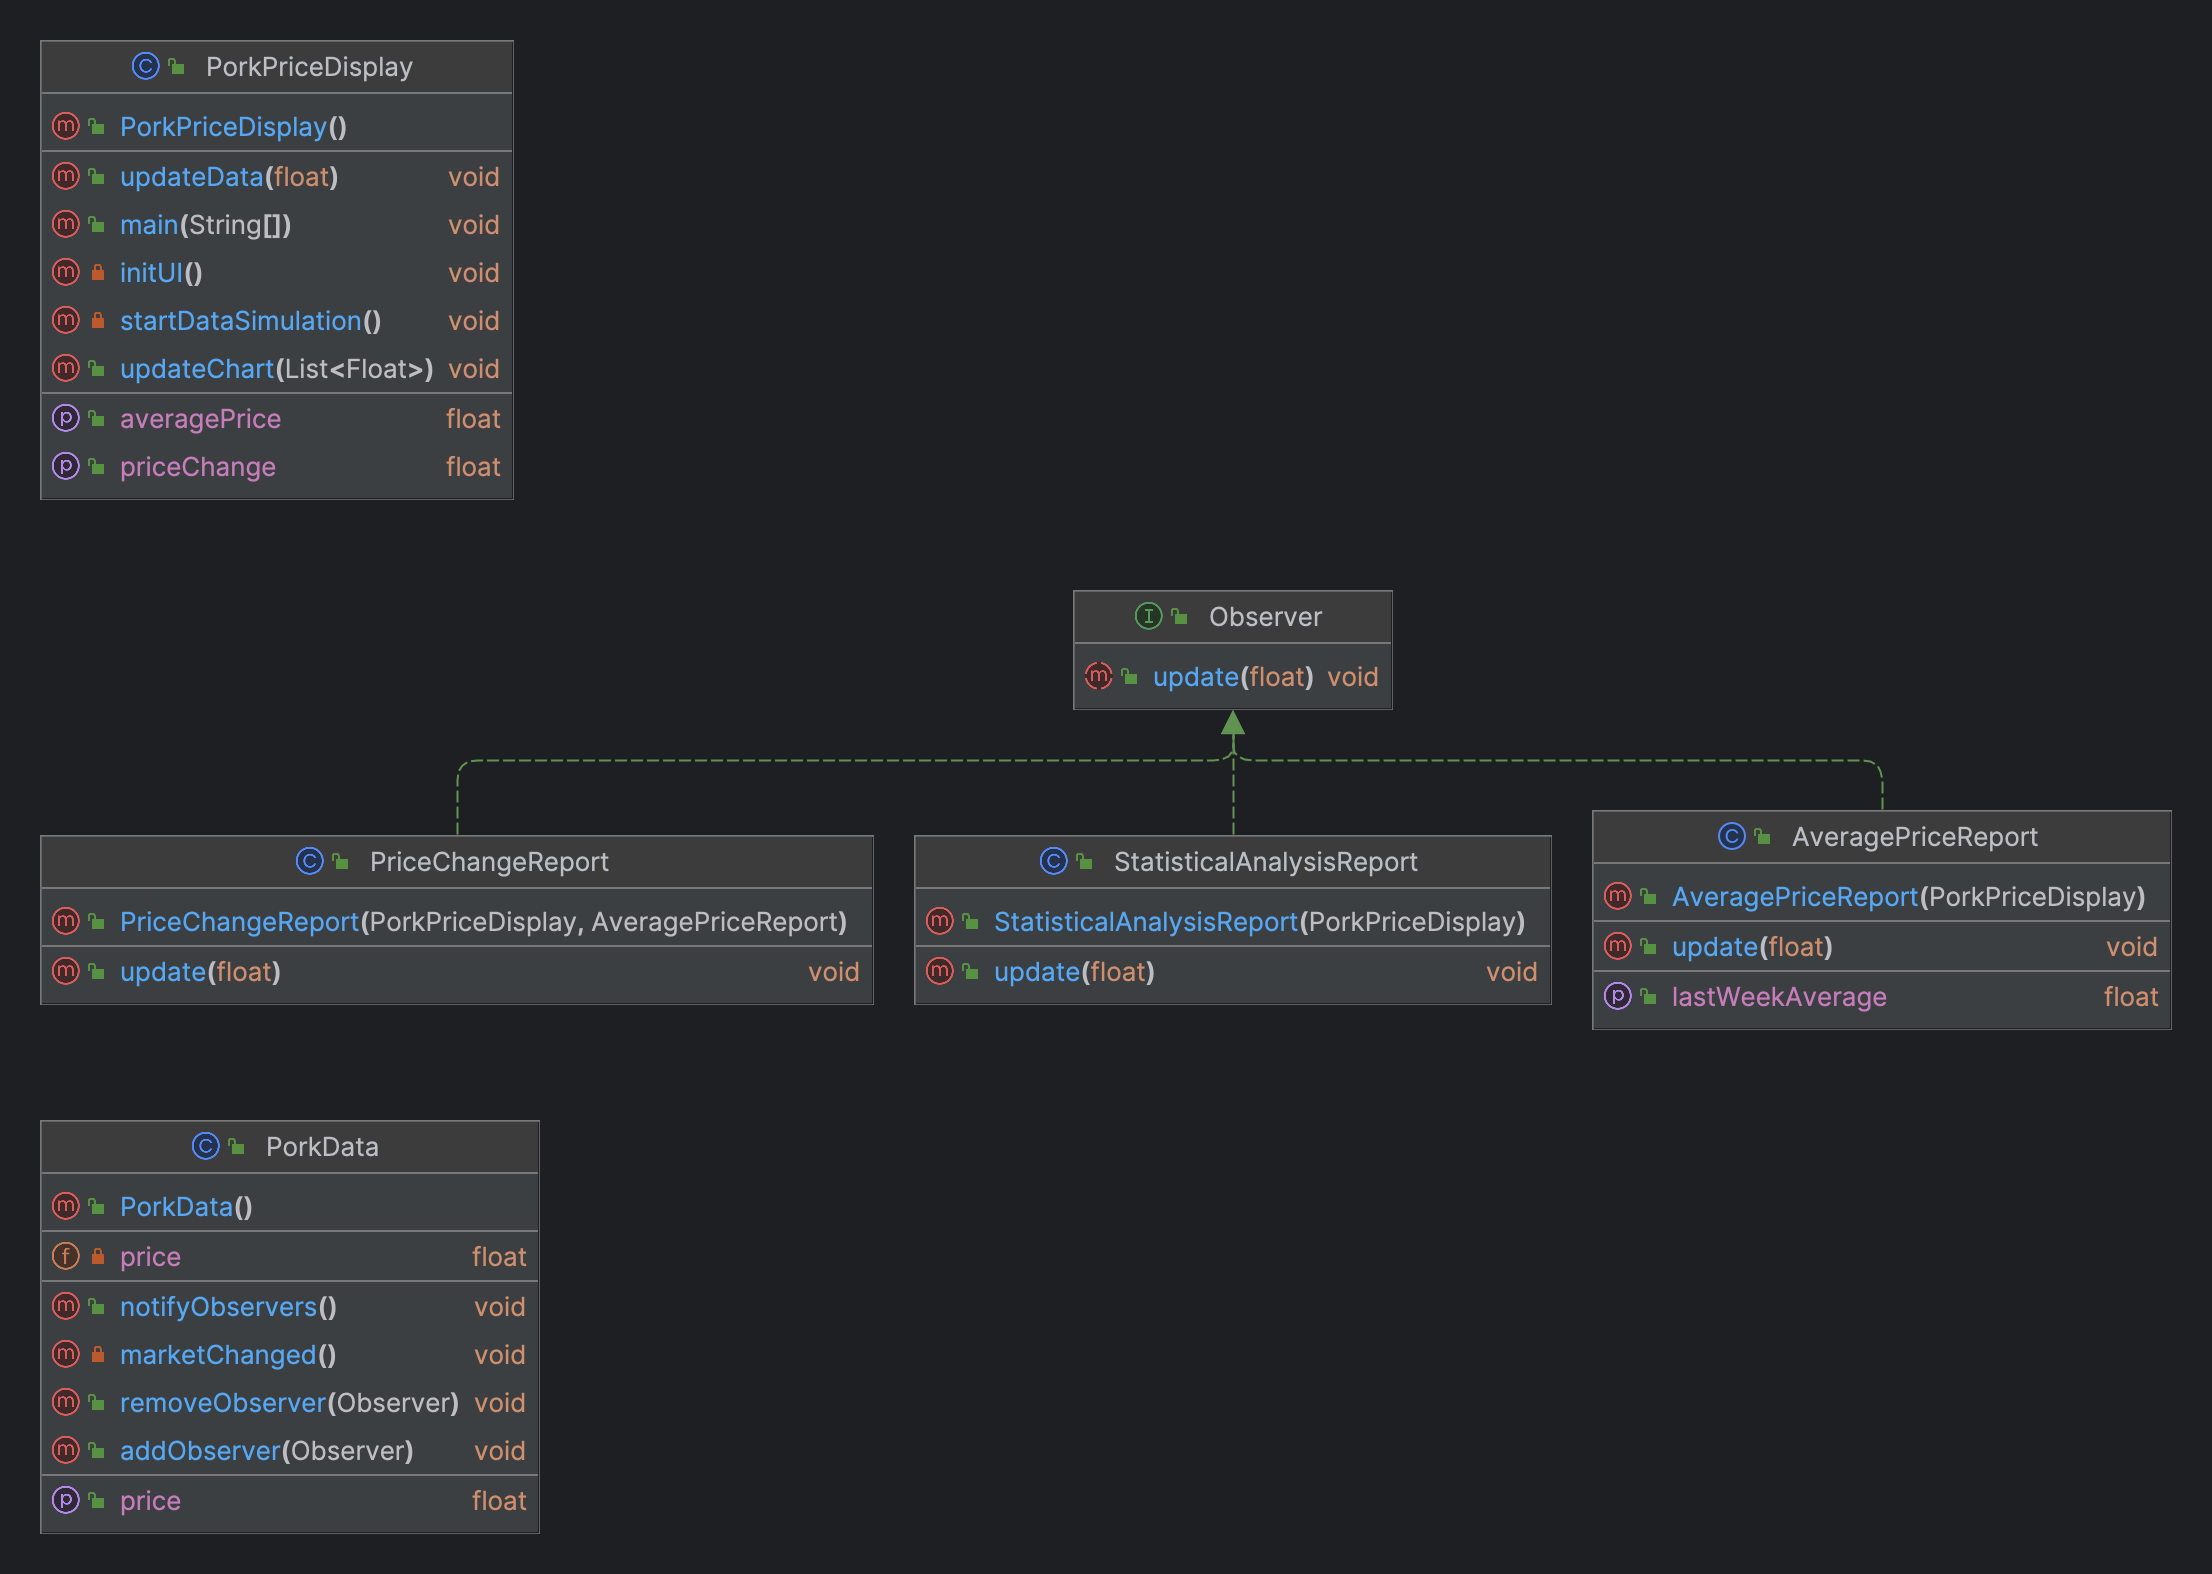 PorkPriceDisplay
PorkPriceDisplay()
updateData(float) void
main(String[]) void
initUI() void
startDataSimulation() void
updateChart(List<Float>) void
averagePrice float
priceChange float
Observer
update(float) void
PriceChangeReport
PriceChangeReport(PorkPriceDisplay, AveragePriceReport)
update(float) void
StatisticalAnalysisReport
StatisticalAnalysisReport(PorkPriceDisplay)
update(float) void
AveragePriceReport
AveragePriceReport(PorkPriceDisplay)
update(float) void
lastWeekAverage float
PorkData
PorkData()
price float
notifyObservers() void
marketChanged() void
removeObserver(Observer) void
addObserver(Observer) void
price float